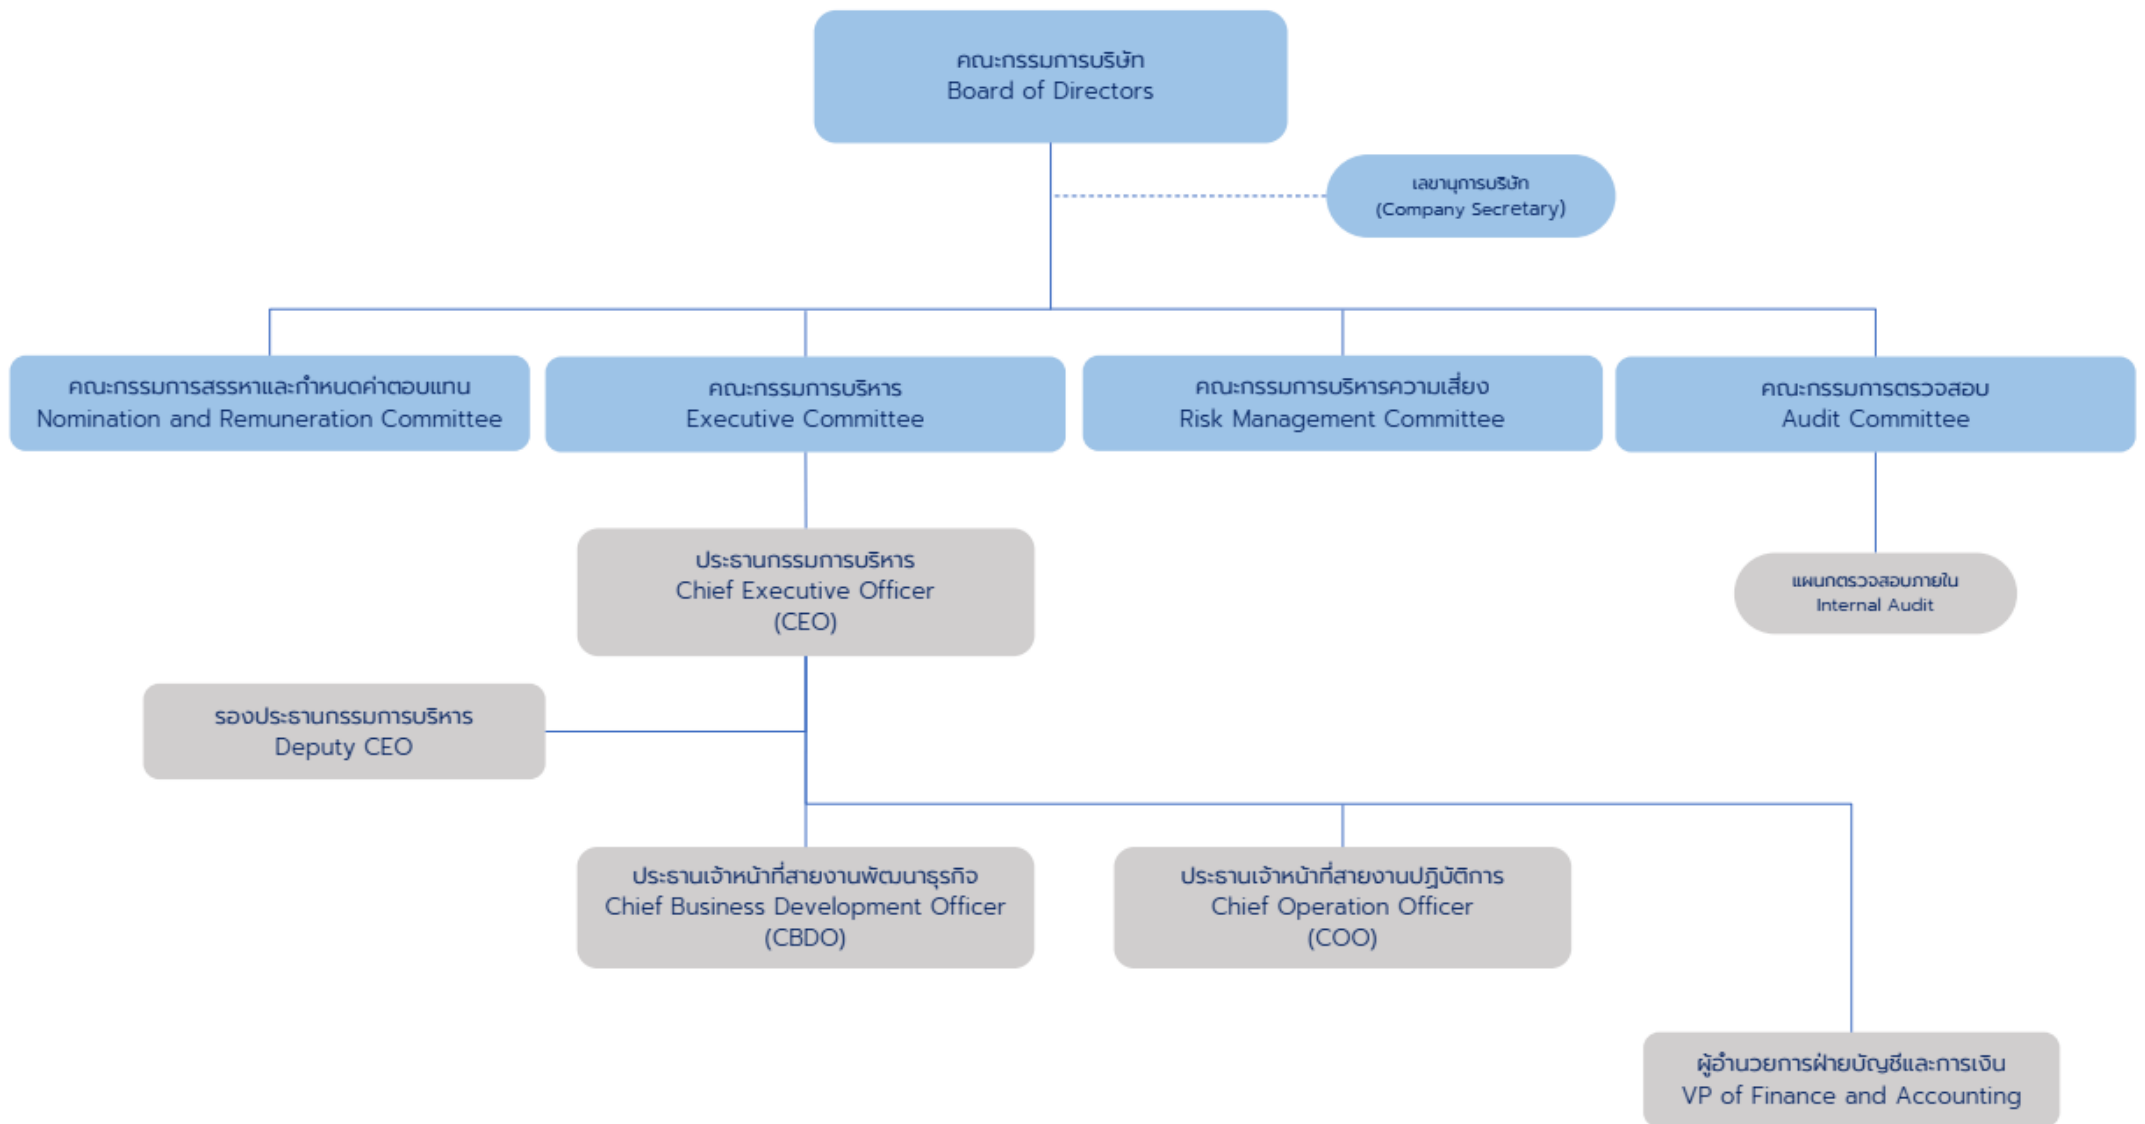 คณะกรรมการบริษัท
Board of Directors
เลขานุการบริษัท
(Company Secretary)
คณะกรรมการสรรหาและกำหนดค่าตอบแทน
Nomination and Remuneration Committee
คณะกรรมการบริหาร
Executive Committee
คณะกรรมการบริหารความเสี่ยง
Risk Management Committee
คณะกรรมการตรวจสอบ
Audit Committee
ประธานกรรมการบริหาร
Chief Executive Officer
(CEO)
แผนกตรวจสอบภายใน
Internal Audit
รองประธานกรรมการบริหาร
Deputy CEO
ประธานเจ้าหน้าที่สายงานพัฒนาธุรกิจ
Chief Business Development Officer
(CBDO)
ประธานเจ้าหน้าที่สายงานปฏิบัติการ
Chief Operation Officer
(COO)
ผู้อำนวยการฝ่ายบัญชีและการเงิน
VP of Finance and Accounting